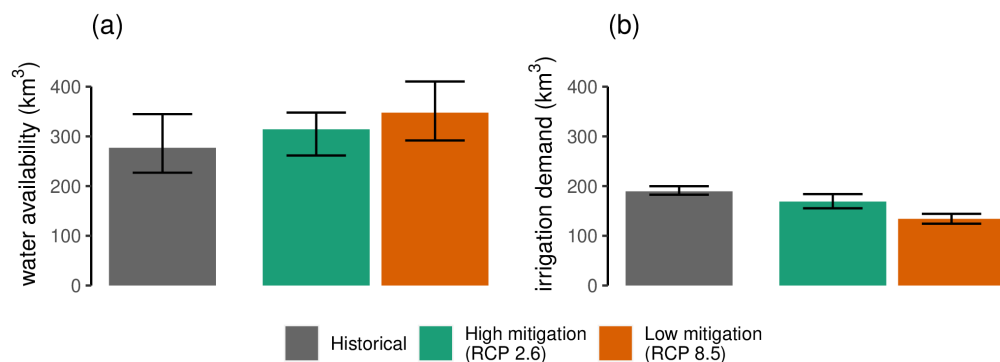 (a)
water availability (km³)
400
300
200
100
0
(b)
irrigation demand (km³)
400
300
200
100
0
Historical
High mitigation
(RCP 2.6)
Low mitigation
(RCP 8.5)